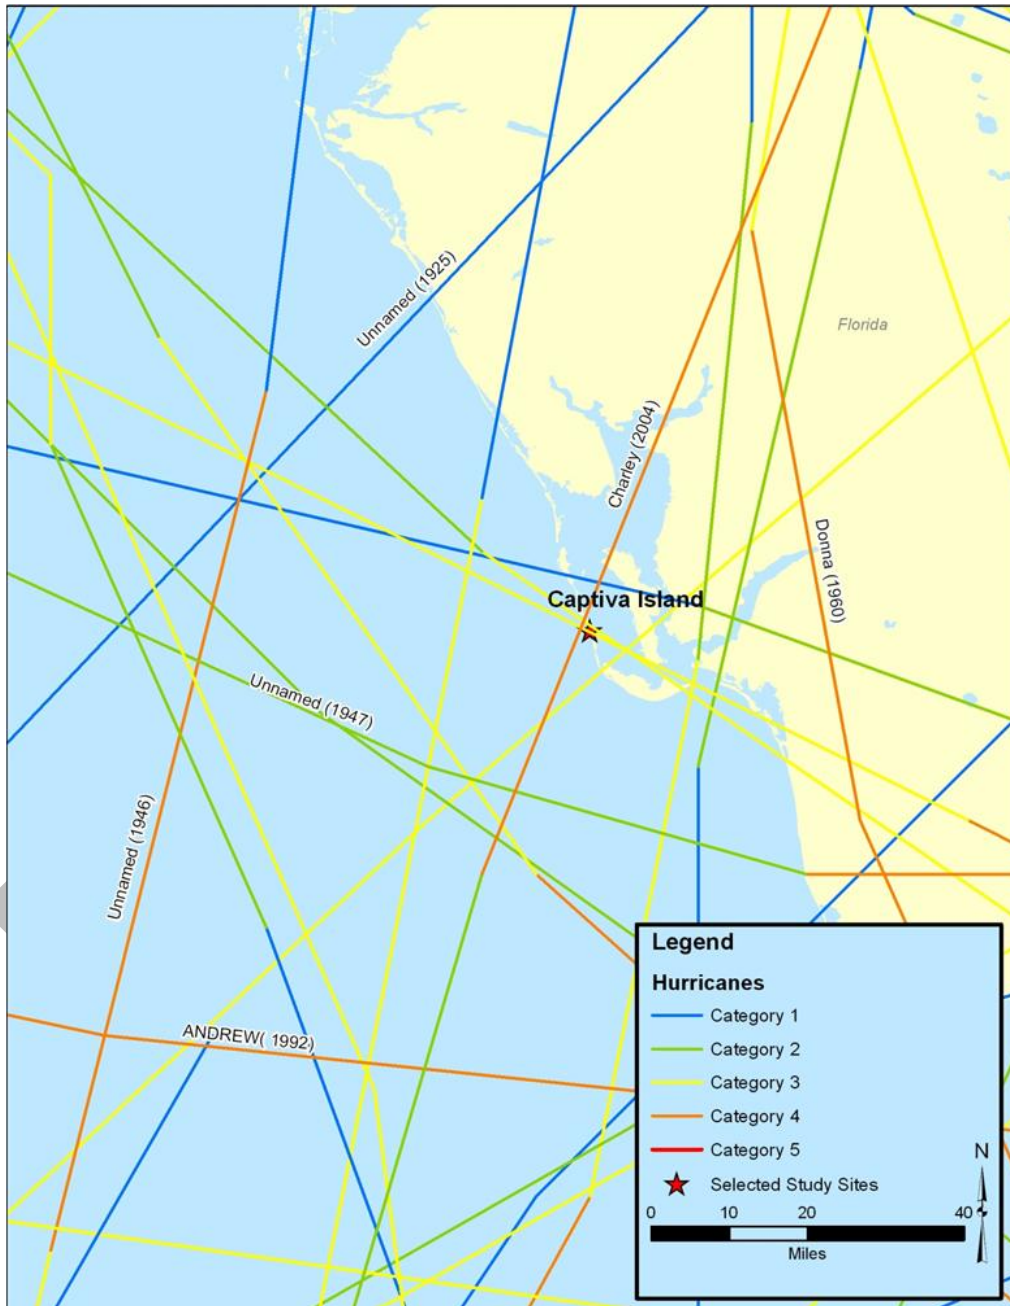 Unnamed (1925)
Florida
Charley (2004)
Donna (1960)
Captiva Island
Unnamed (1947)
Unnamed (1946)
ANDREW( 1992)
Legend
Hurricanes
Category 1
Category 2
Category 3
Category 4
Category 5
Selected Study Sites
N
0 10 20 40
Miles